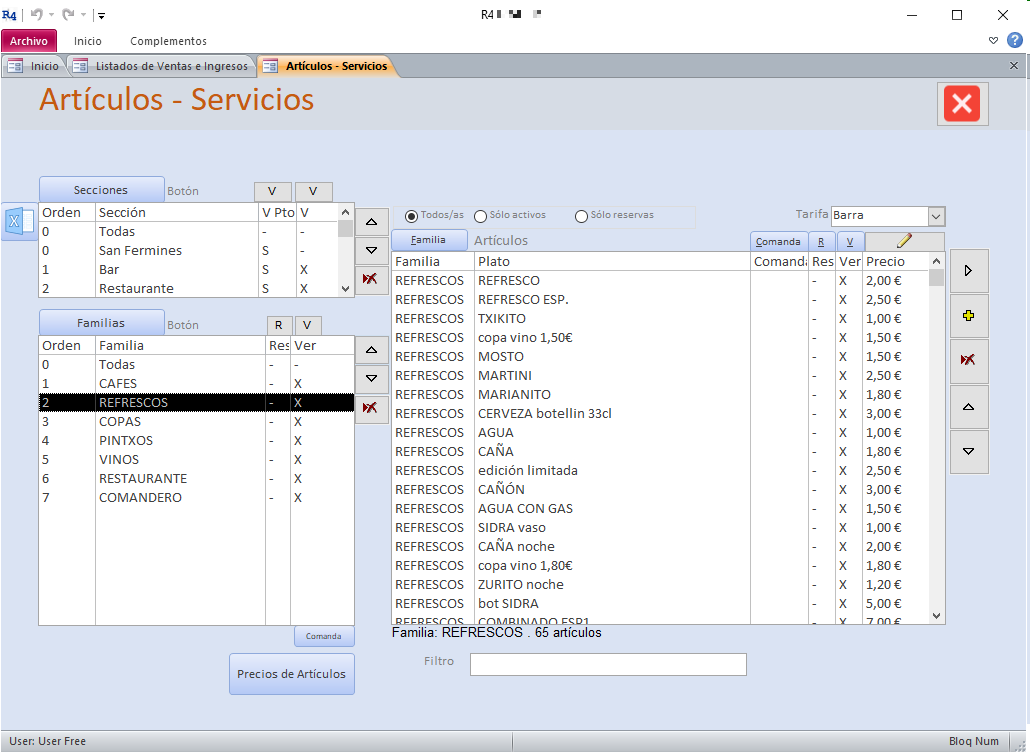 R4
R4
Archivo Inicio Complementos
Inicio Listados de Ventas e Ingresos Artículos - Servicios
Artículos - Servicios
Secciones Botón V V
Orden Sección V Pto V
0 Todas - -
0 San Fermines S -
1 Bar S X
2 Restaurante S X
Familias Botón R V
Orden Familia Res Ver
0 Todas - -
1 CAFES - X
2 REFRESCOS - X
3 COPAS - X
4 PINTXOS - X
5 VINOS - X
6 RESTAURANTE - X
7 COMANDERO - X
Comanda
Precios de Artículos
Todos/as Sólo activos Sólo reservas
Tarifa Barra
Familia Artículos Comanda R V
Familia Plato Comanda Res Ver Precio
REFRESCOS REFRESCO - X 2,00 €
REFRESCOS REFRESCO ESP. - X 2,50 €
REFRESCOS TXIKITO - X 1,00 €
REFRESCOS copa vino 1,50€ - X 1,50 €
REFRESCOS MOSTO - X 1,50 €
REFRESCOS MARTINI - X 2,50 €
REFRESCOS MARIANITO - X 1,80 €
REFRESCOS CERVEZA botellin 33cl - X 3,00 €
REFRESCOS AGUA - X 1,00 €
REFRESCOS CAÑA - X 1,80 €
REFRESCOS edición limitada - X 2,50 €
REFRESCOS CAÑÓN - X 3,00 €
REFRESCOS AGUA CON GAS - X 1,50 €
REFRESCOS SIDRA vaso - X 1,00 €
REFRESCOS CAÑA noche - X 2,00 €
REFRESCOS copa vino 1,80€ - X 1,80 €
REFRESCOS ZURITO noche - X 1,20 €
REFRESCOS bot SIDRA - X 5,00 €
REFRESCOS COMBINADO ESP1 - X 7,00 €
Familia: REFRESCOS . 65 artículos
Filtro
User: User Free Bloq Num